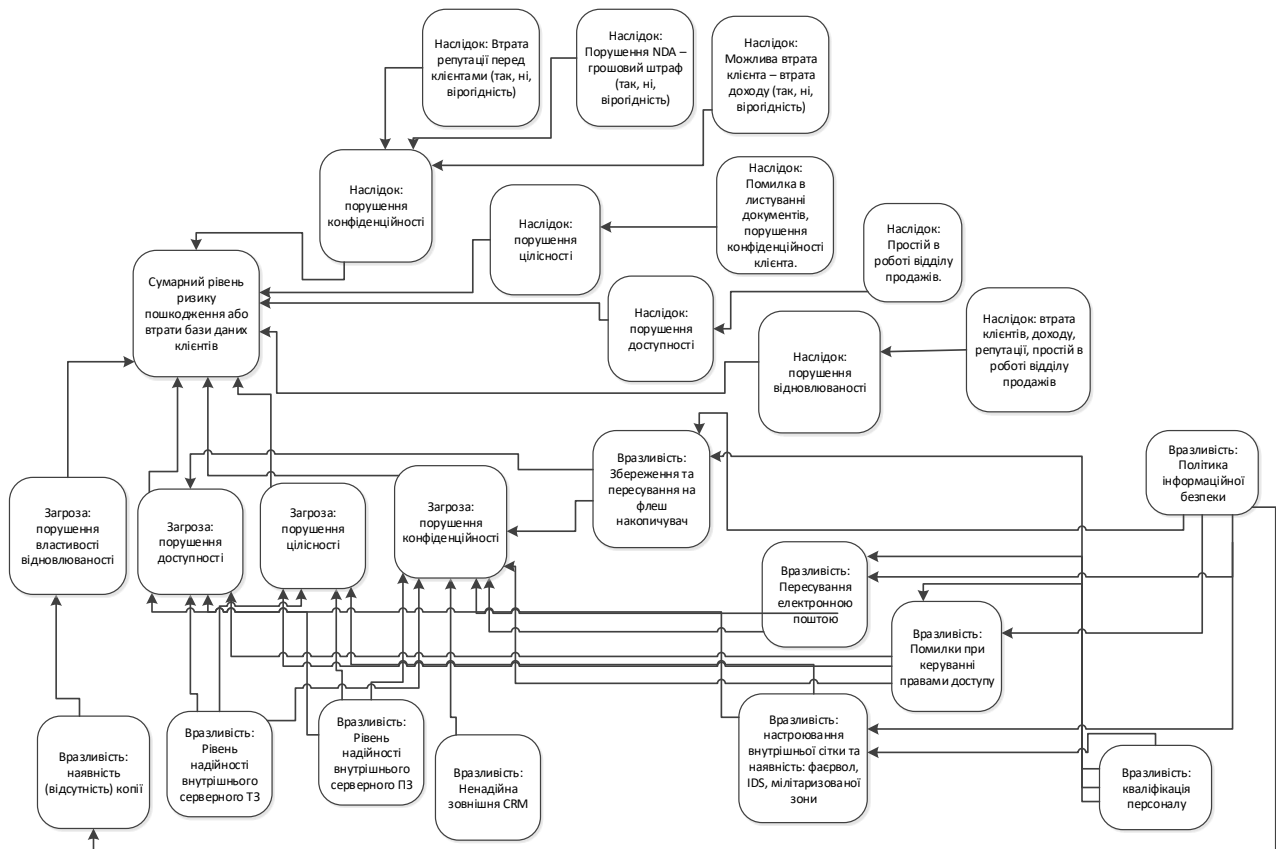 Наслідок: Втрата
репутації перед
клієнтами (так, ні,
вірогідність)
Наслідок:
Порушення NDA –
грошовий штраф
(так, ні,
вірогідність)
Наслідок:
Можлива втрата
клієнта – втрата
доходу (так, ні,
вірогідність)
Наслідок:
порушення
конфіденційності
Наслідок:
порушення
цілісності
Наслідок:
Помилка в
листуванні
документів,
порушення
конфіденційності
клієнта.
Наслідок:
Простій в
роботі відділу
продажів.
Сумарний рівень
ризику
пошкодження або
втрати бази даних
клієнтів
Наслідок:
порушення
доступності
Наслідок:
порушення
відновлюваності
Наслідок: втрата
клієнтів, доходу,
репутації, простій в
роботі відділу
продажів
Вразливість:
Збереження та
пересування на
флеш
накопичувач
Вразливість:
Політика
інформаційної
безпеки
Загроза:
порушення
властивості
відновлюваності
Загроза:
порушення
доступності
Загроза:
порушення
цілісності
Загроза:
порушення
конфіденційності
Вразливість:
Пересування
електронною
поштою
Вразливість:
Помилки при
керуванні
правами доступу
Вразливість:
наявність
(відсутність) копії
Вразливість:
Рівень
надійності
внутрішнього
серверного ТЗ
Вразливість:
Рівень
надійності
внутрішнього
серверного ПЗ
Вразливість:
Ненадійна
зовнішня CRM
Вразливість:
настроювання
внутрішньої сітки та
наявність: фаєрвол,
IDS, мілітаризованої
зони
Вразливість:
кваліфікація
персоналу